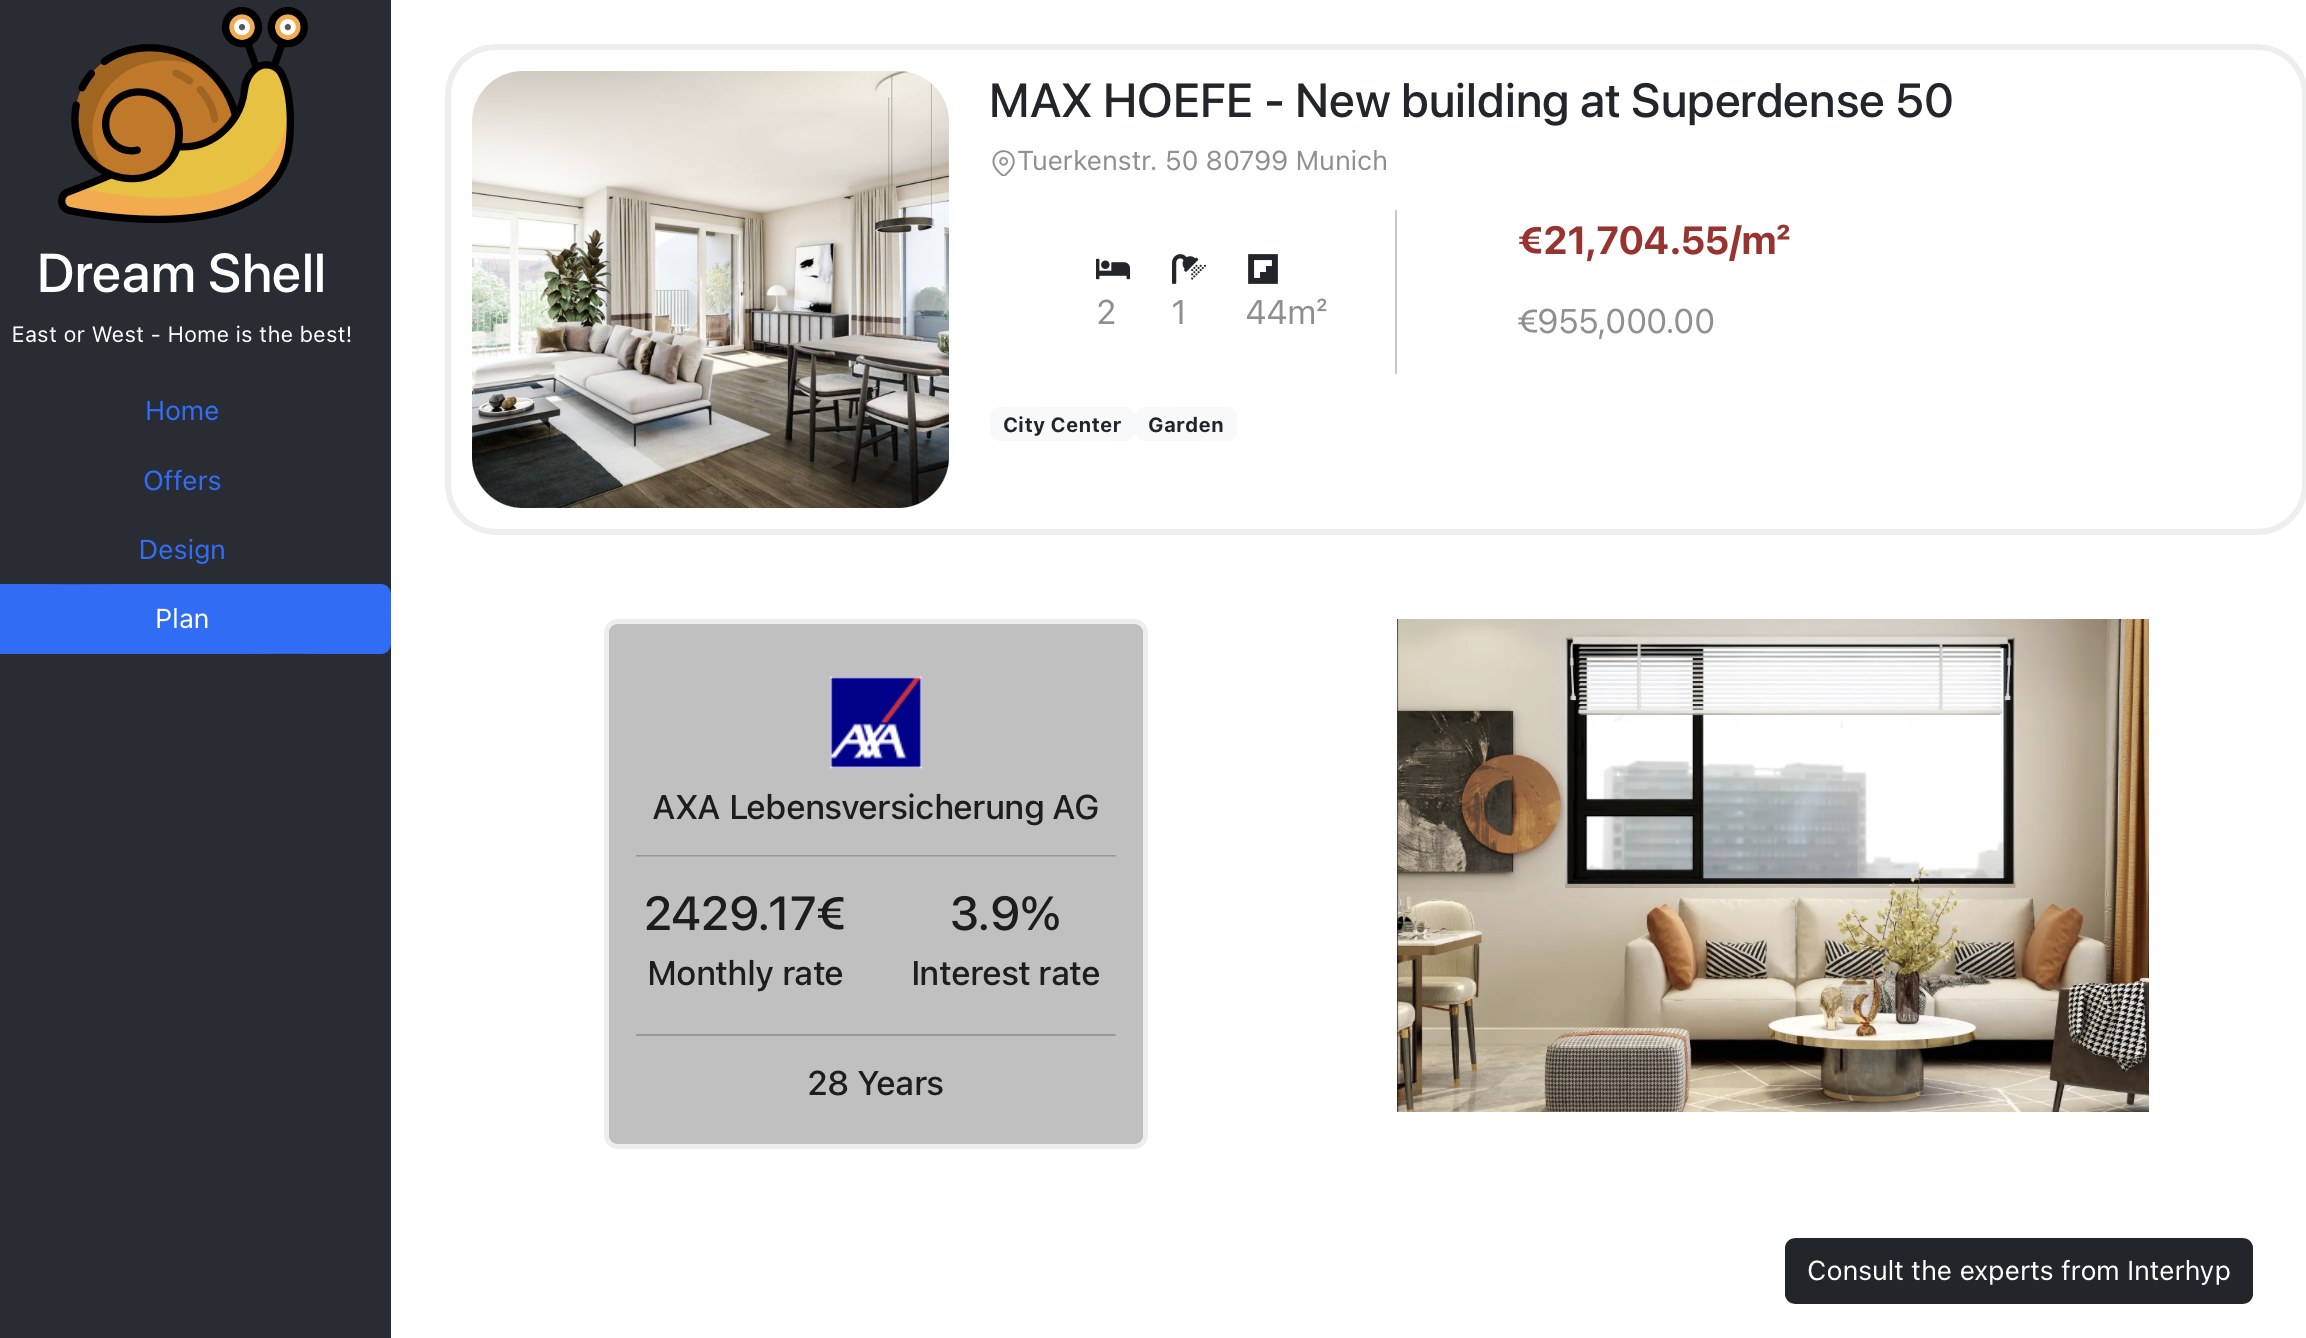 Dream Shell
East or West - Home is the best!
Home
Offers
Design
Plan
MAX HOEFE - New building at Superdense 50
Tuerkenstr. 50 80799 Munich
2 1 44m²
€21,704.55/m²
€955,000.00
City Center Garden
AXA
AXA Lebensversicherung AG
2429.17€ 3.9%
Monthly rate Interest rate
28 Years
Consult the experts from Interhyp